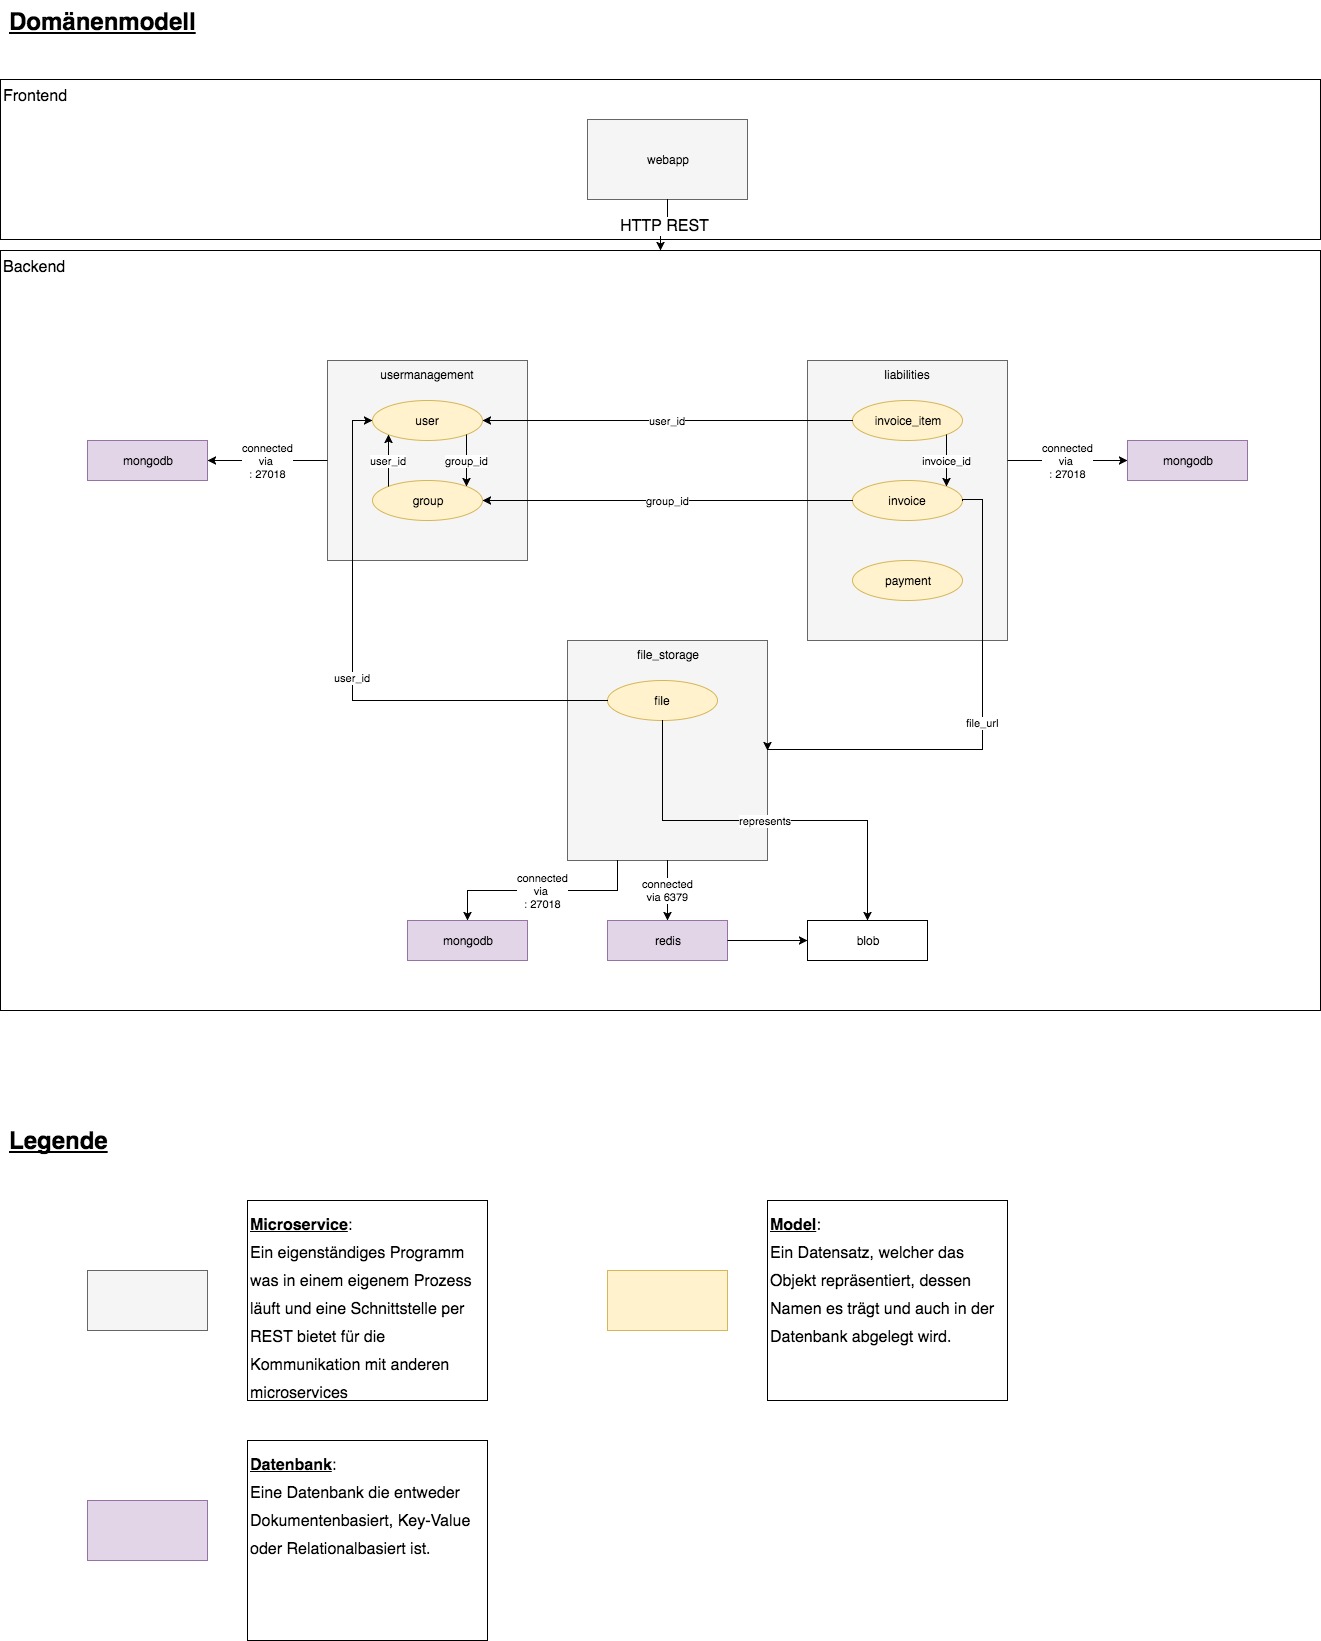 Domänenmodell
Frontend
webapp
HTTP REST
Backend
usermanagement
user
user_id
group_id
group
mongodb
connected
via
: 27018
user_id
group_id
liabilities
invoice_item
invoice_id
invoice
payment
connected
via
: 27018
mongodb
user_id
file_storage
file
file_url
represents
connected
via
: 27018
connected
via 6379
mongodb
redis
blob
Legende
Microservice:
Ein eigenständiges Programm
was in einem eigenem Prozess
läuft und eine Schnittstelle per
REST bietet für die
Kommunikation mit anderen
microservices
Model:
Ein Datensatz, welcher das
Objekt repräsentiert, dessen
Namen es trägt und auch in der
Datenbank abgelegt wird.
Datenbank:
Eine Datenbank die entweder
Dokumentenbasiert, Key-Value
oder Relationalbasiert ist.